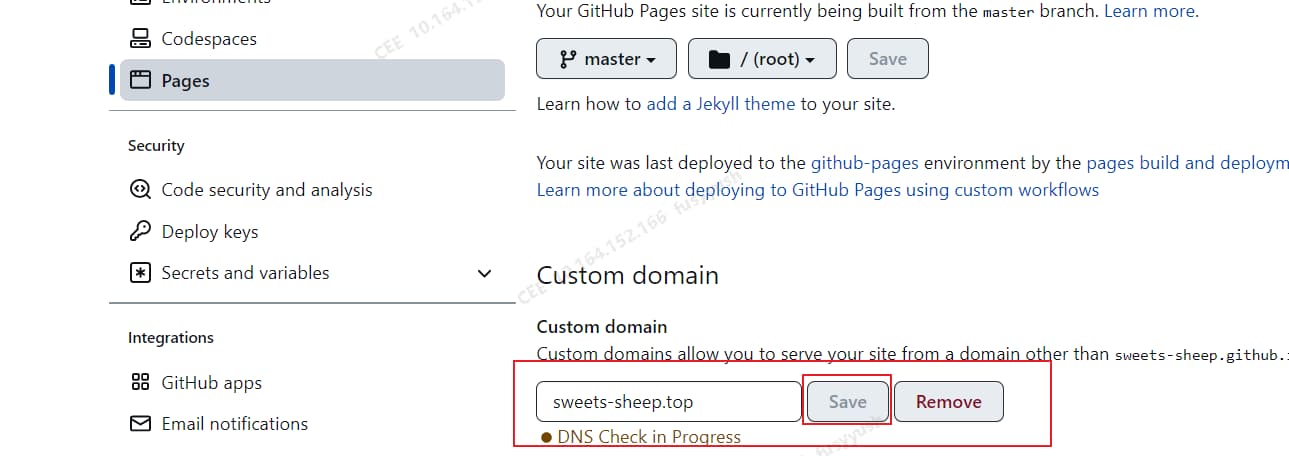 Environments
Codespaces
Pages
Security
Code security and analysis
Deploy keys
Secrets and variables
Integrations
GitHub apps
Email notifications
Your GitHub Pages site is currently being built from the master branch. Learn more.
master
/ (root)
Save
Learn how to add a Jekyll theme to your site.
Your site was last deployed to the github-pages environment by the pages build and deploym
Learn more about deploying to GitHub Pages using custom workflows
Custom domain
Custom domain
Custom domains allow you to serve your site from a domain other than sweets-sheep.github.i
sweets-sheep.top
Save
Remove
DNS Check in Progress
CEE 10.164.1
CEE 10.164.152.166 fusyyush
fusyyush